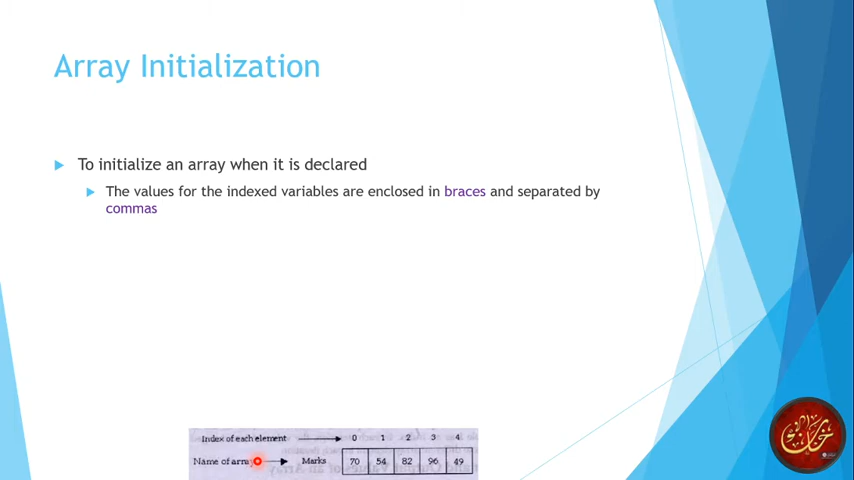 Array Initialization
To initialize an array when it is declared
The values for the indexed variables are enclosed in braces and separated by
commas
Index of each element 0 1 2 3 4
Name of array Marks 70 54 82 96 49